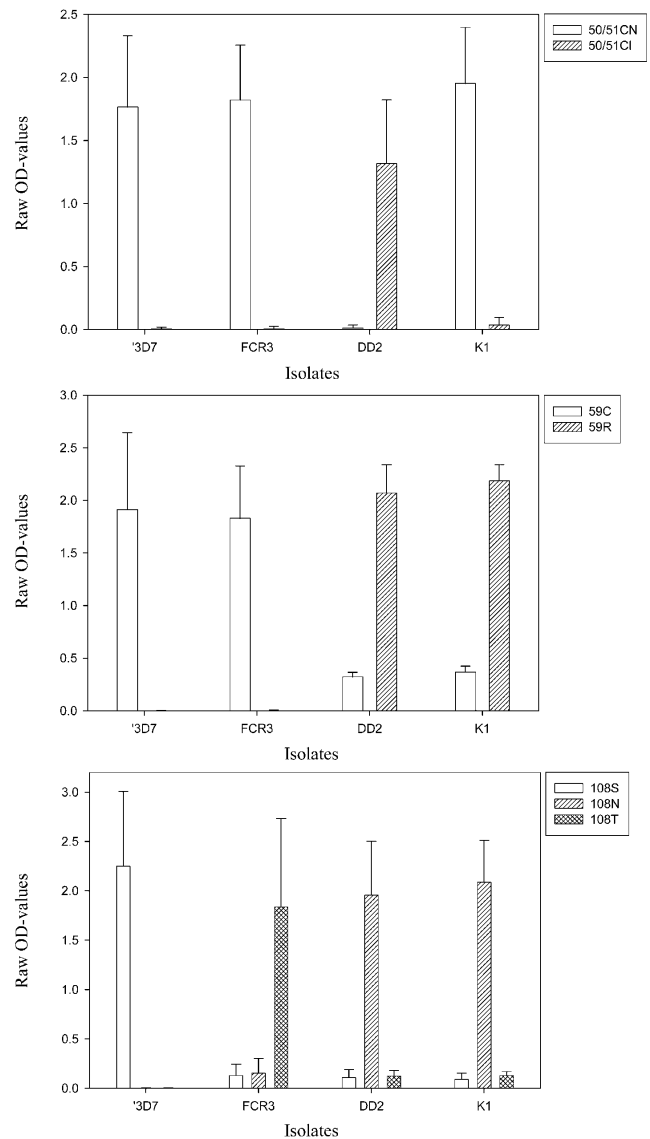 2.5
2.0
1.5
1.0
0.5
0.0
Raw OD-values
'3D7 FCR3 DD2 K1
Isolates
50/51CN
50/51CI
3.0
2.5
2.0
1.5
1.0
0.5
0.0
Raw OD-values
'3D7 FCR3 DD2 K1
Isolates
59C
59R
3.0
2.5
2.0
1.5
1.0
0.5
0.0
Raw OD-values
'3D7 FCR3 DD2 K1
Isolates
108S
108N
108T